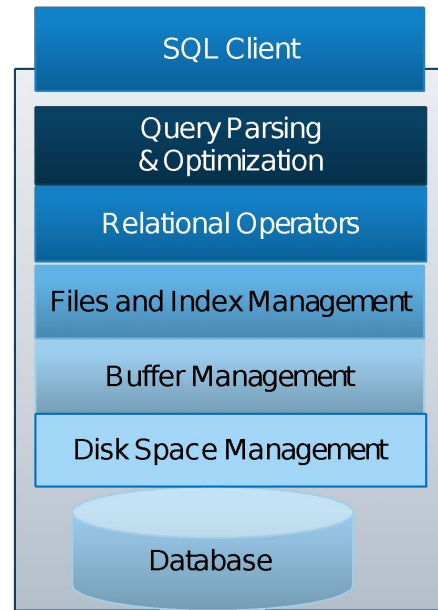 SQL Client
Query Parsing
& Optimization
Relational Operators
Files and Index Management
Buffer Management
Disk Space Management
Database